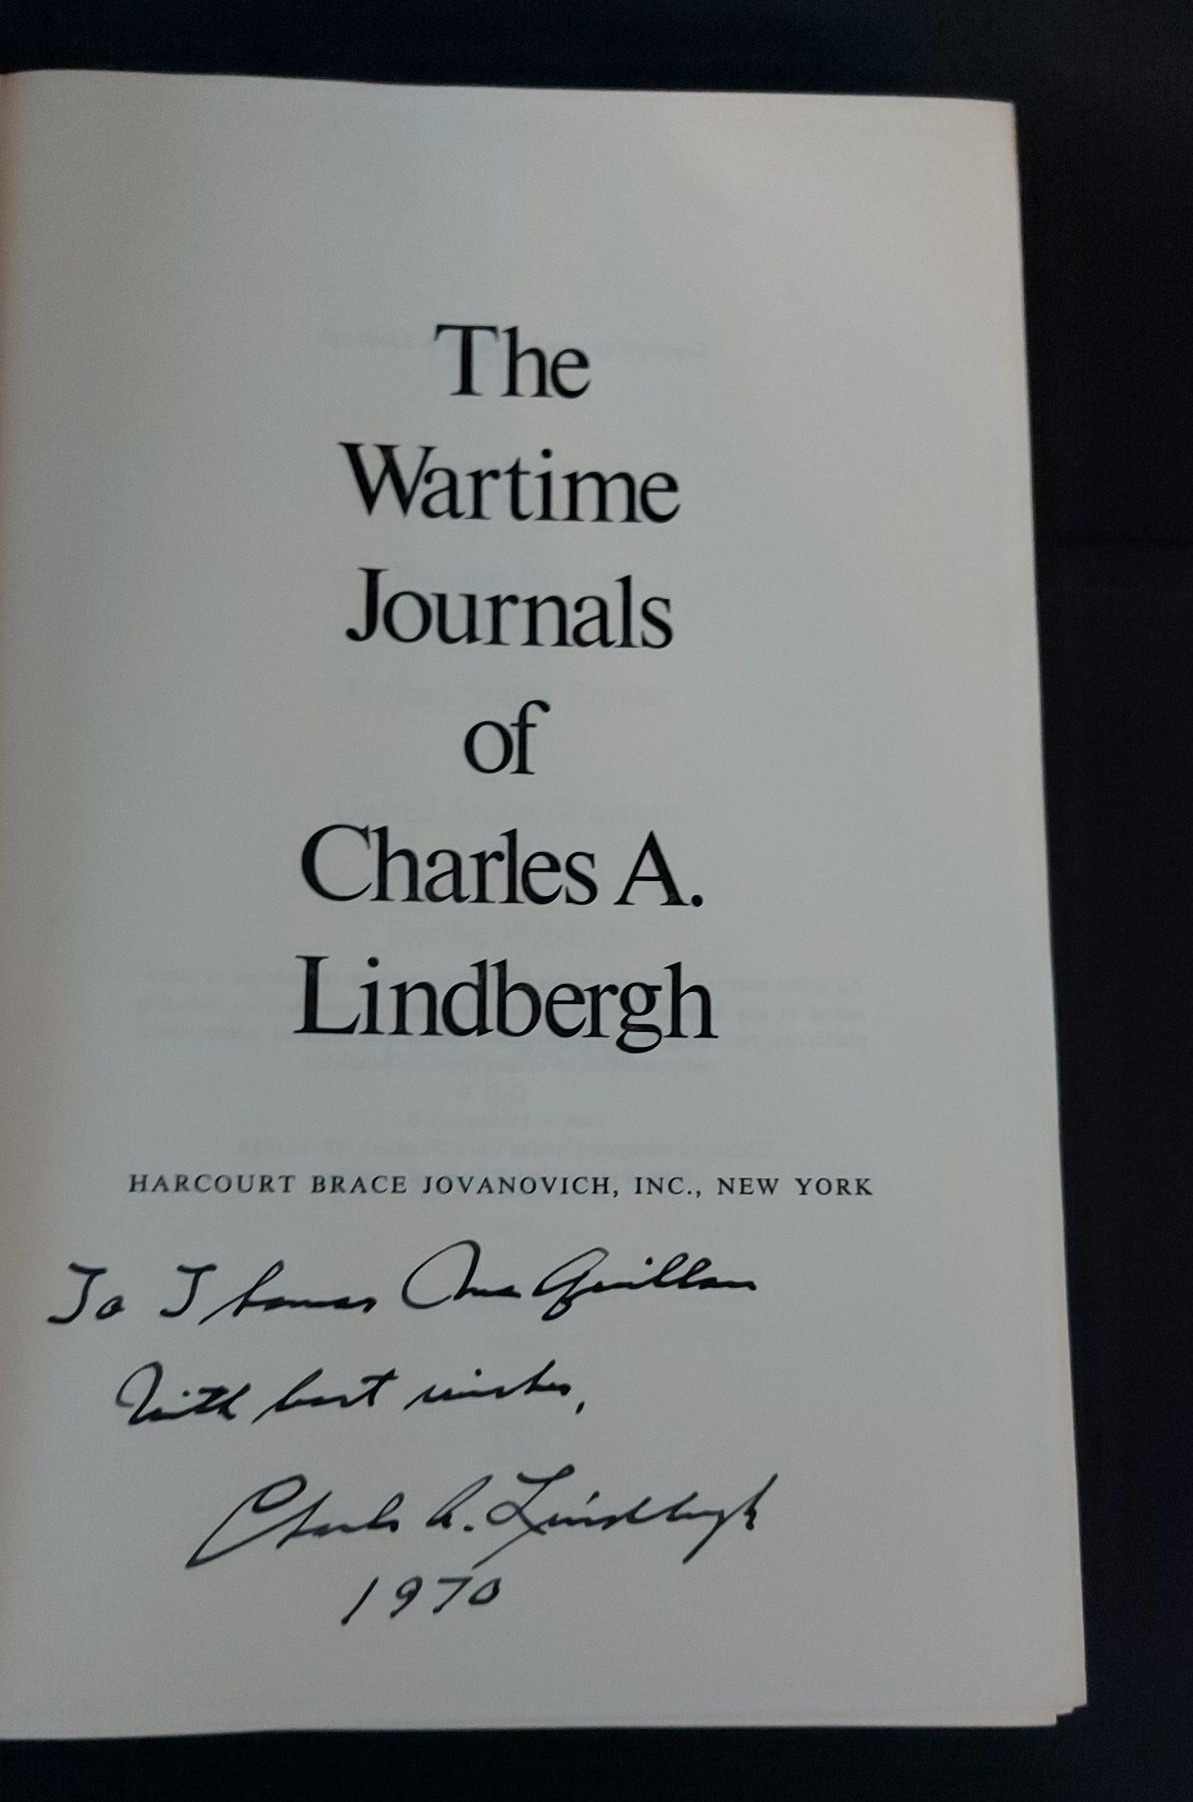 The
Wartime
Journals
of
Charles A.
Lindbergh
HARCOURT BRACE JOVANOVICH, INC., NEW YORK
To Thomas
With best wishes,
Charles A. Lindbergh
1970